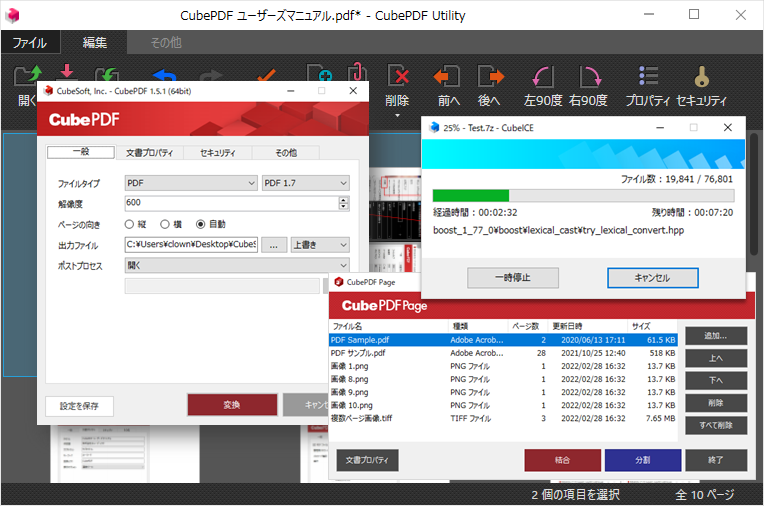 CubePDF ユーザーズマニュアル.pdf* - CubePDF Utility
ファイル
編集
その他
開く
削除
前へ
後へ
左90度
右90度
プロパティ
セキュリティ
CubeSoft, Inc. - CubePDF 1.5.1 (64bit)
CubePDF
一般
文書プロパティ
セキュリティ
その他
ファイルタイプ
PDF
PDF 1.7
解像度
600
ページの向き
縦
横
自動
出力ファイル
C:¥Users¥clown¥Desktop¥CubeS
...
上書き
ポストプロセス
開く
設定を保存
変換
キャンセ
25% - Test.7z - CubeICE
ファイル数 : 19,841 / 76,801
経過時間 : 00:02:32
残り時間 : 00:07:20
boost_1_77_0¥boost¥lexical_cast¥try_lexical_convert.hpp
一時停止
キャンセル
CubePDF Page
CubePDF Page
ファイル名 種類 ページ数 更新日時 サイズ
PDF Sample.pdf Adobe Acrob... 2 2020/06/13 17:11 61.5 KB
PDF サンプル.pdf Adobe Acrob... 28 2021/10/25 12:40 518 KB
画像 1.png PNG ファイル 1 2022/02/28 16:32 13.7 KB
画像 8.png PNG ファイル 1 2022/02/28 16:32 13.7 KB
画像 9.png PNG ファイル 1 2022/02/28 16:32 13.7 KB
画像 10.png PNG ファイル 1 2022/02/28 16:32 13.7 KB
複数ページ画像.tiff TIFF ファイル 3 2022/02/28 16:32 7.65 MB
追加...
上へ
下へ
削除
すべて削除
文書プロパティ
結合
分割
終了
2 個の項目を選択
全 10 ページ